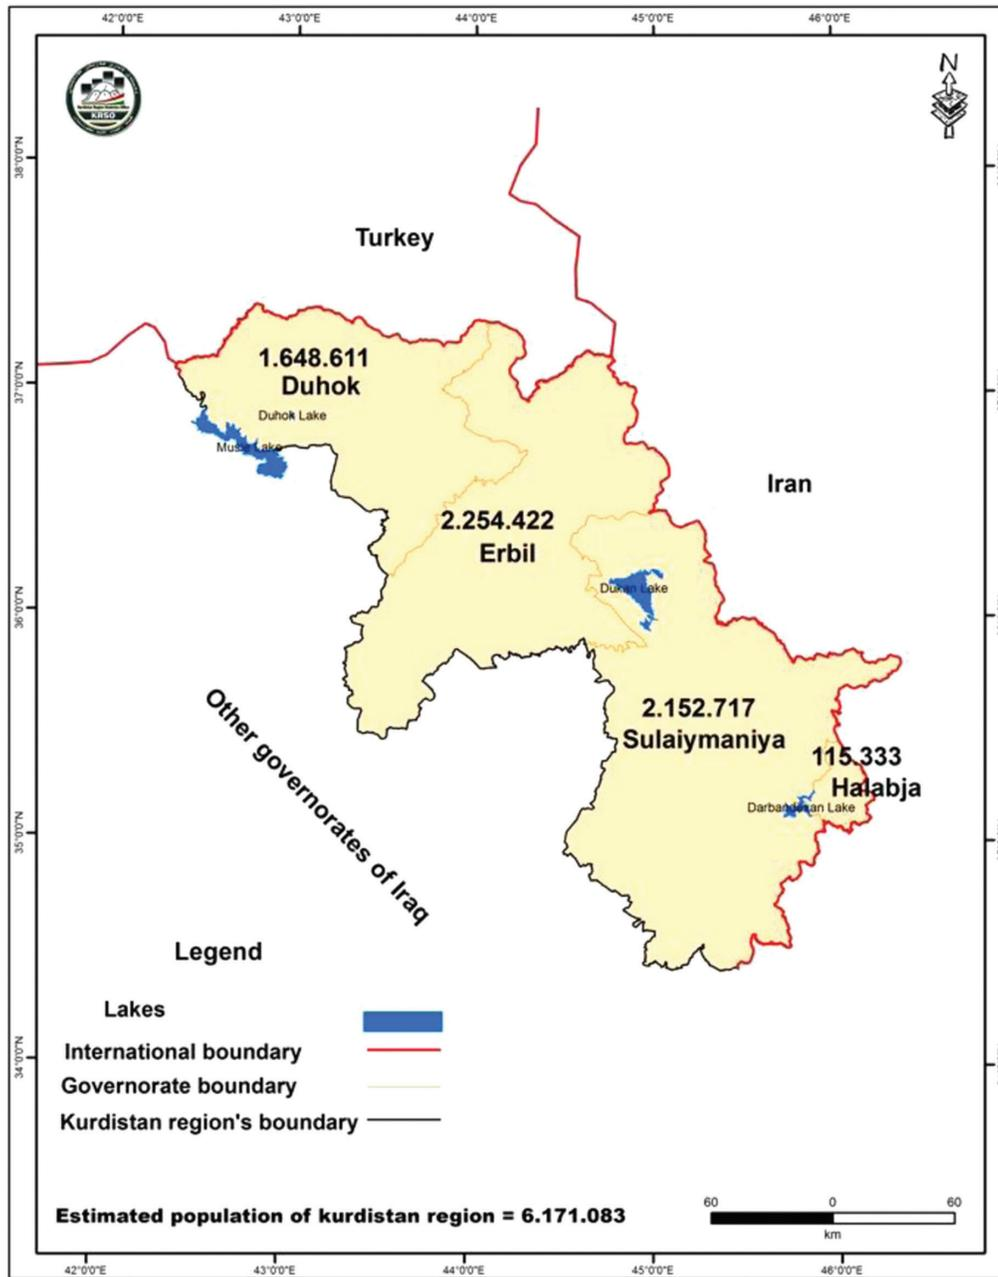 42°0'0"E 43°0'0"E 44°0'0"E 45°0'0"E 46°0'0"E
N
KRSO
38°0'0"N
Turkey
1.648.611
Duhok
37°0'0"N
Duhok Lake
Iran
2.254.422
Erbil
Dukan Lake
36°0'0"N
2.152.717
Sulaiymaniya
115.333
Halabja
Darbandexan Lake
Other governorates of Iraq
35°0'0"N
Legend
Lakes
International boundary
34°0'0"N
Governorate boundary
Kurdistan region's boundary
Estimated population of kurdistan region = 6.171.083
60 0 60
km
42°0'0"E 43°0'0"E 44°0'0"E 45°0'0"E 46°0'0"E